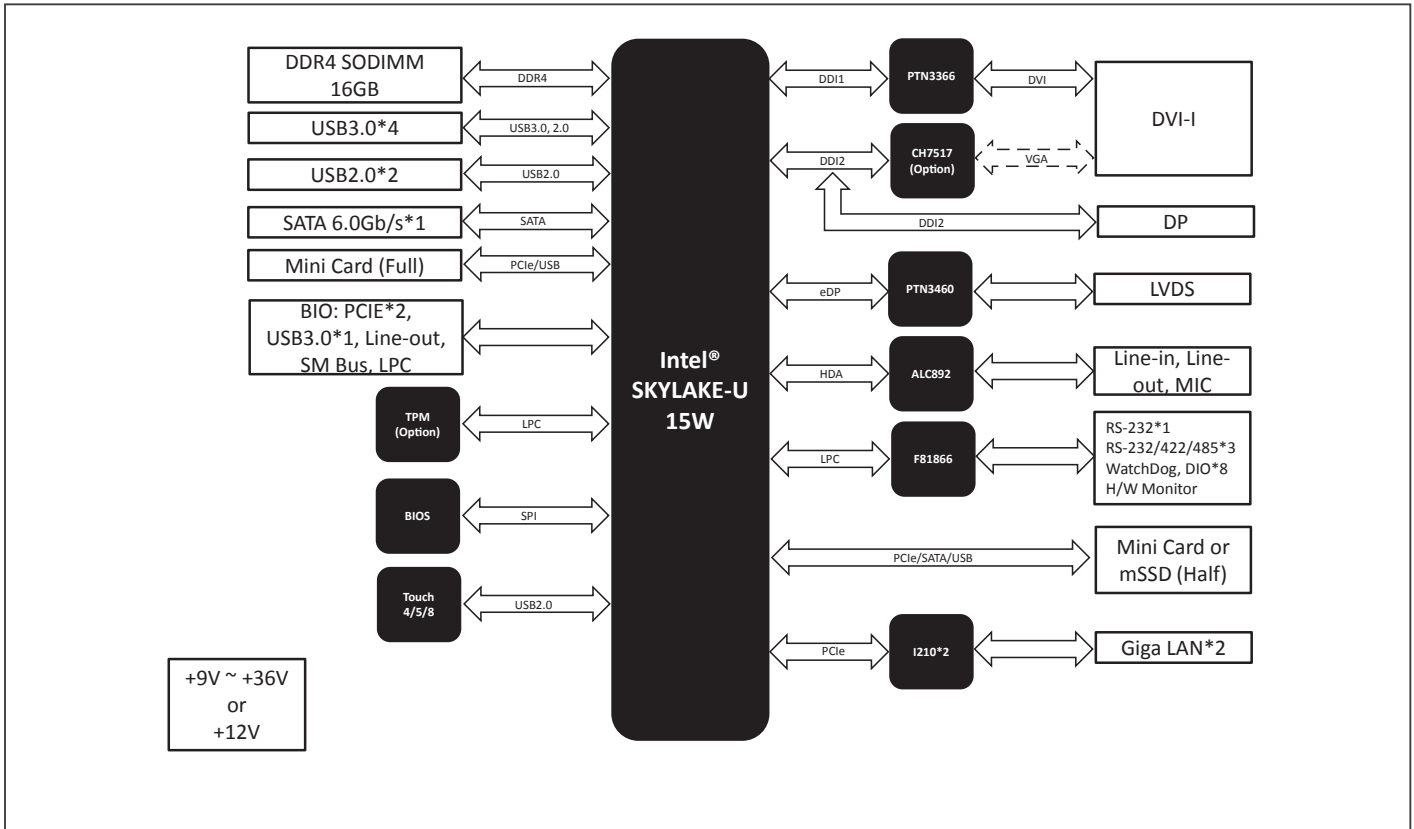 DDR4 SODIMM
16GB
DDR4
USB3.0*4
USB3.0, 2.0
USB2.0*2
USB2.0
SATA 6.0Gb/s*1
SATA
Mini Card (Full)
PCIe/USB
BIO: PCIE*2,
USB3.0*1, Line-out,
SM Bus, LPC
TPM
(Option)
LPC
BIOS
SPI
Touch
4/5/8
USB2.0
+9V ~ +36V
or
+12V
Intel®
SKYLAKE-U
15W
DDI1
PTN3366
DVI
DVI-I
DDI2
CH7517
(Option)
VGA
DDI2
DP
eDP
PTN3460
LVDS
HDA
ALC892
Line-in, Line-
out, MIC
LPC
F81866
RS-232*1
RS-232/422/485*3
WatchDog, DIO*8
H/W Monitor
PCIe/SATA/USB
Mini Card or
mSSD (Half)
PCIe
I210*2
Giga LAN*2